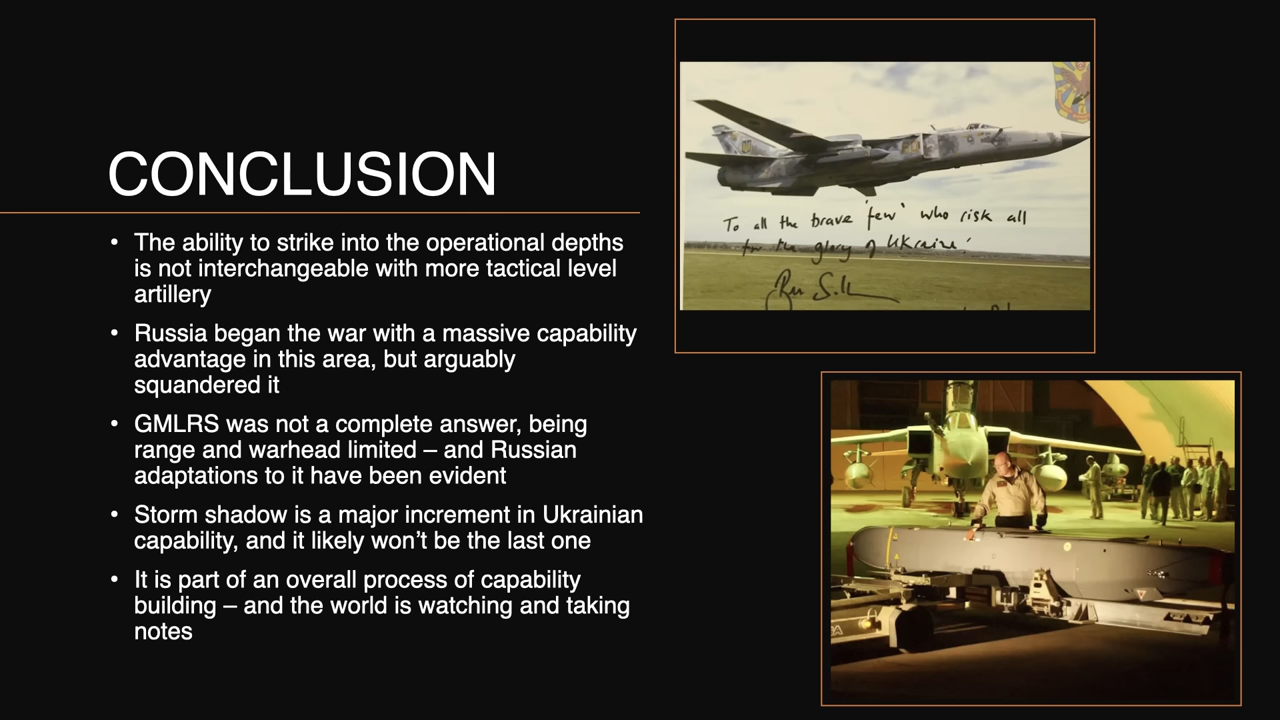 CONCLUSION
• The ability to strike into the operational depths
is not interchangeable with more tactical level
artillery
• Russia began the war with a massive capability
advantage in this area, but arguably
squandered it
• GMLRS was not a complete answer, being
range and warhead limited – and Russian
adaptations to it have been evident
• Storm shadow is a major increment in Ukrainian
capability, and it likely won’t be the last one
• It is part of an overall process of capability
building – and the world is watching and taking
notes
To all the brave 'few' who risk all
for the glory of Ukraine'